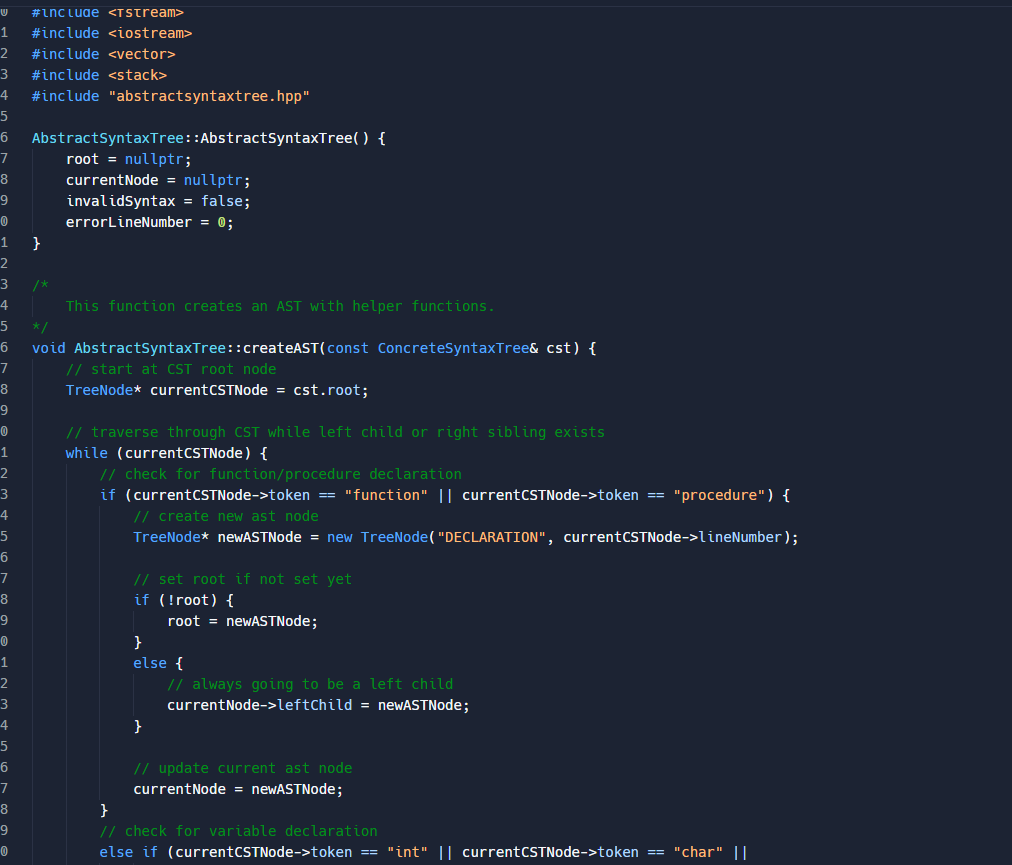 0 #include <fstream>
1 #include <iostream>
2 #include <vector>
3 #include <stack>
4 #include "abstractsyntaxtree.hpp"
5
6 AbstractSyntaxTree::AbstractSyntaxTree() {
7     root = nullptr;
8     currentNode = nullptr;
9     invalidSyntax = false;
0     errorLineNumber = 0;
1 }
2
3 /*
4     This function creates an AST with helper functions.
5 */
6 void AbstractSyntaxTree::createAST(const ConcreteSyntaxTree& cst) {
7     // start at CST root node
8     TreeNode* currentCSTNode = cst.root;
9
0     // traverse through CST while left child or right sibling exists
1     while (currentCSTNode) {
2         // check for function/procedure declaration
3         if (currentCSTNode->token == "function" || currentCSTNode->token == "procedure") {
4             // create new ast node
5             TreeNode* newASTNode = new TreeNode("DECLARATION", currentCSTNode->lineNumber);
6
7             // set root if not set yet
8             if (!root) {
9                 root = newASTNode;
0             }
1             else {
2                 // always going to be a left child
3                 currentNode->leftChild = newASTNode;
4             }
5
6             // update current ast node
7             currentNode = newASTNode;
8         }
9         // check for variable declaration
0         else if (currentCSTNode->token == "int" || currentCSTNode->token == "char" ||